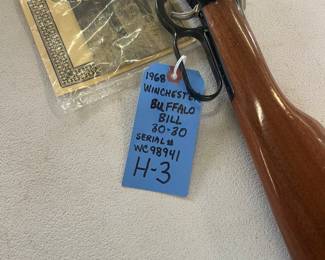 1968
WINCHESTER
BUFFALO
BILL
30-30
SERIAL#
WC98941
H-3